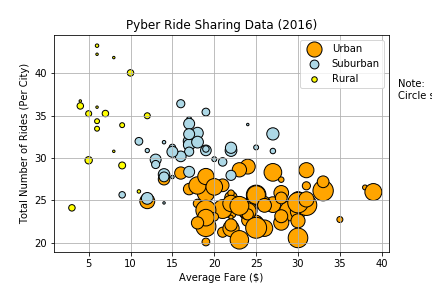 Pyber Ride Sharing Data (2016)
Total Number of Rides (Per City)
40
35
30
25
20
Urban
Suburban
Rural
Note:
Circle s
5
10
15
20
25
30
35
40
Average Fare ($)